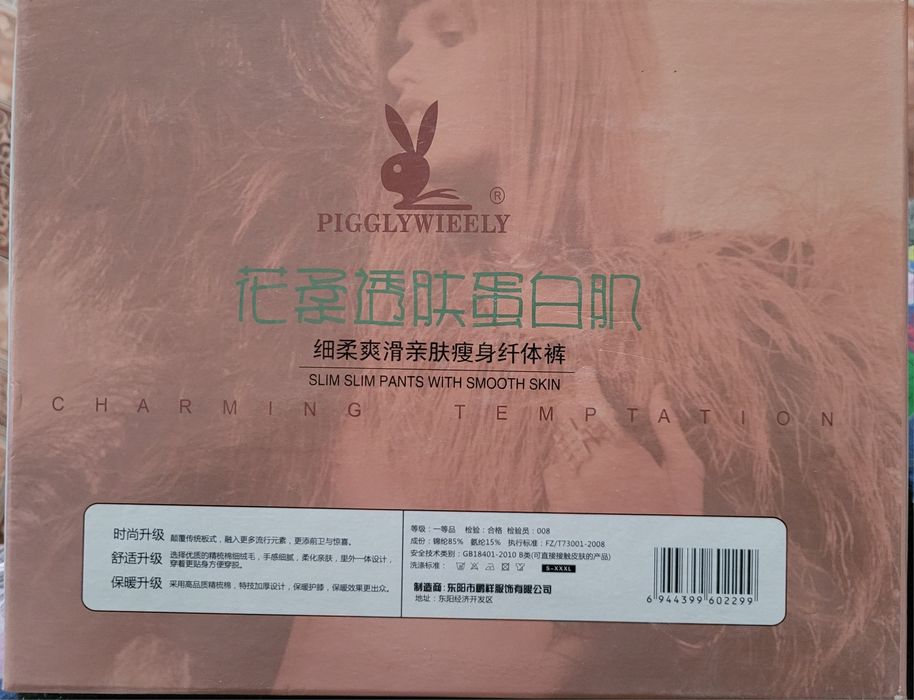 ®
PIGGLYWIEELY
花柔透肤蛋白肌
细柔爽滑亲肤瘦身纤体裤
SLIM SLIM PANTS WITH SMOOTH SKIN
CHARMING TEMPTATION
时尚升级 颠覆传统板式，融入更多流行元素，更添前卫与惊喜。
舒适升级 选择优质的精梳棉细绒毛，手感细腻，柔化亲肤，里外一体设计，
穿着更贴身方便穿脱。
保暖升级 采用高品质精梳棉，特技加厚设计，保暖护膝，保暖效果更出众。
等级：一等品 检验：合格 检验员：008
成份：锦纶85% 氨纶15% 执行标准：FZ/T73001-2008
安全技术类别：GB18401-2010 B类(可直接接触皮肤的产品)
洗涤标准： S-XXXL
制造商：东阳市鹏样服饰有限公司
地址：东阳经济开发区
6 944399 602299